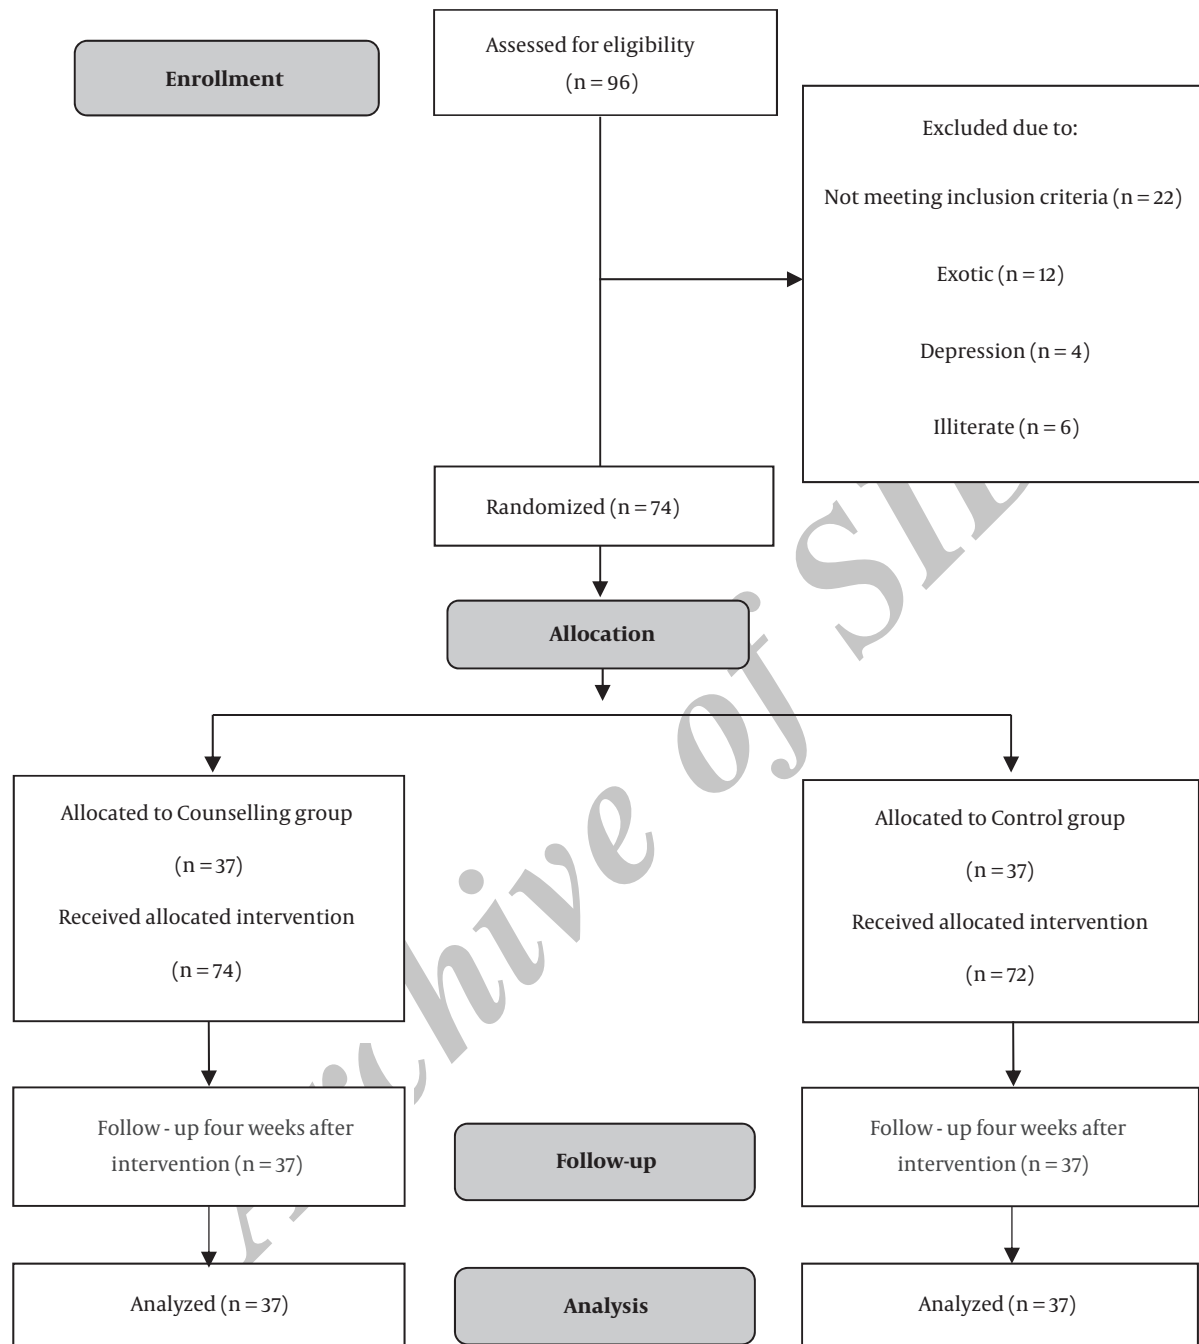 Enrollment
Assessed for eligibility
(n = 96)
Excluded due to:
Not meeting inclusion criteria (n = 22)
Exotic (n = 12)
Depression (n = 4)
Illiterate (n = 6)
Randomized (n = 74)
Allocation
Allocated to Counselling group
(n = 37)
Received allocated intervention
(n = 74)
Allocated to Control group
(n = 37)
Received allocated intervention
(n = 72)
Follow - up four weeks after
intervention (n = 37)
Follow-up
Follow - up four weeks after
intervention (n = 37)
Analyzed (n = 37)
Analysis
Analyzed (n = 37)
Archive of